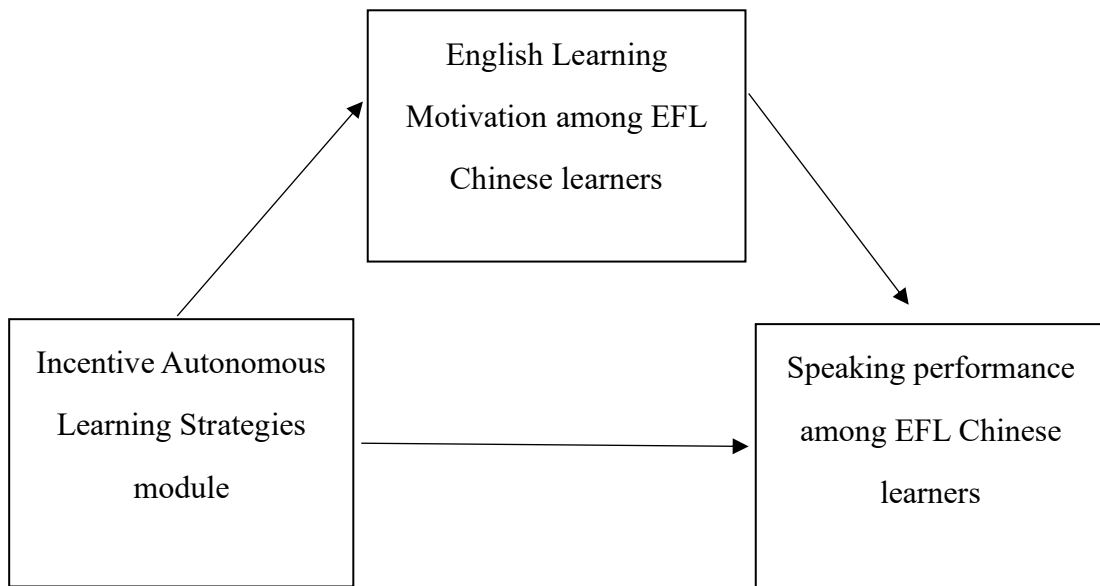 English Learning
Motivation among EFL
Chinese learners
Incentive Autonomous
Learning Strategies
module
Speaking performance
among EFL Chinese
learners